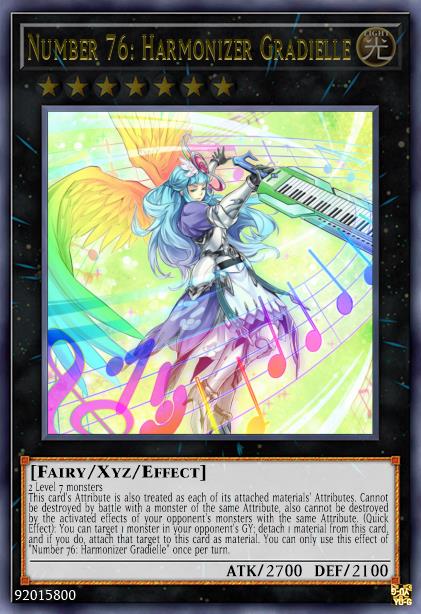 NUMBER 76: HARMONIZER GRADIELLE
LIGHT
光
[FAIRY/XYZ/EFFECT]
2 Level 7 monsters
This card's Attribute is also treated as each of its attached materials' Attributes. Cannot
be destroyed by battle with a monster of the same Attribute, also cannot be destroyed
by the activated effects of your opponent's monsters with the same Attribute. (Quick
Effect): You can target 1 monster in your opponent's GY; detach 1 material from this card,
and if you do, attach that target to this card as material. You can only use this effect of
"Number 76: Harmonizer Gradielle" once per turn.
ATK/2700 DEF/2100
92015800